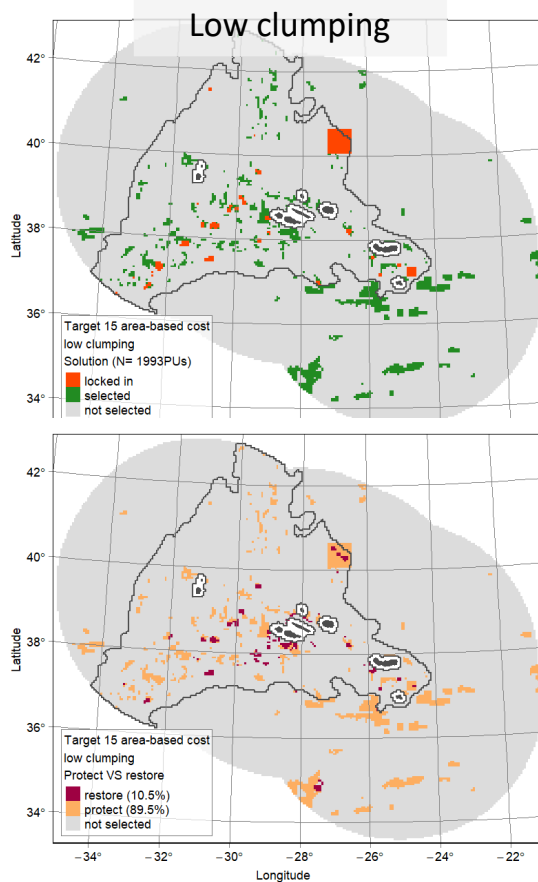 Low clumping
42°
40°
38°
36°
34°
Latitude
Target 15 area-based cost
low clumping
Solution (N= 1993PUs)
locked in
selected
not selected
42°
40°
38°
36°
34°
Latitude
Target 15 area-based cost
low clumping
Protect VS restore
restore (10.5%)
protect (89.5%)
not selected
−34° −32° −30° −28° −26° −24° −22°
Longitude